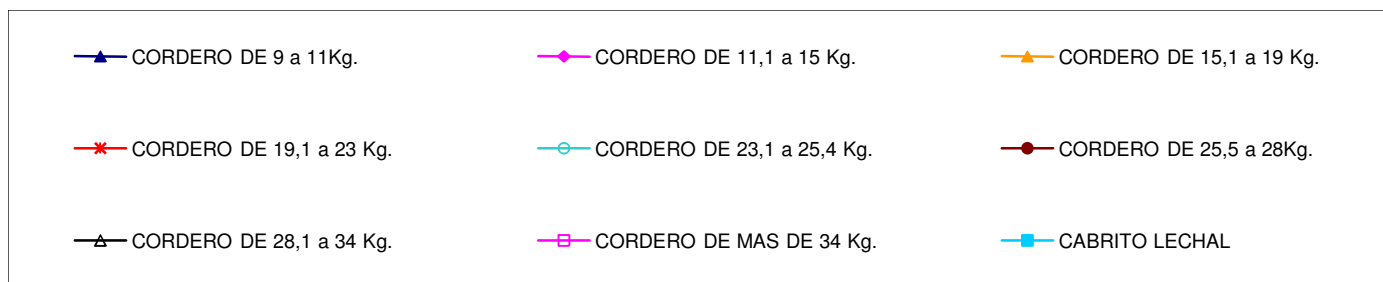 CORDERO DE 9 a 11Kg.
CORDERO DE 11,1 a 15 Kg.
CORDERO DE 15,1 a 19 Kg.
CORDERO DE 19,1 a 23 Kg.
CORDERO DE 23,1 a 25,4 Kg.
CORDERO DE 25,5 a 28Kg.
CORDERO DE 28,1 a 34 Kg.
CORDERO DE MAS DE 34 Kg.
CABRITO LECHAL